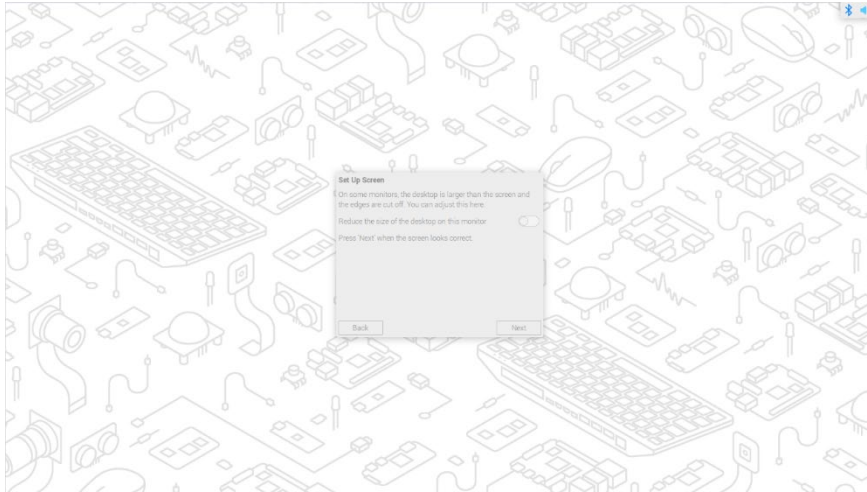 Set Up Screen
On some monitors, the desktop is larger than the screen and
the edges are cut off. You can adjust this here.
Reduce the size of the desktop on this monitor
Press 'Next' when the screen looks correct.
Back
Next